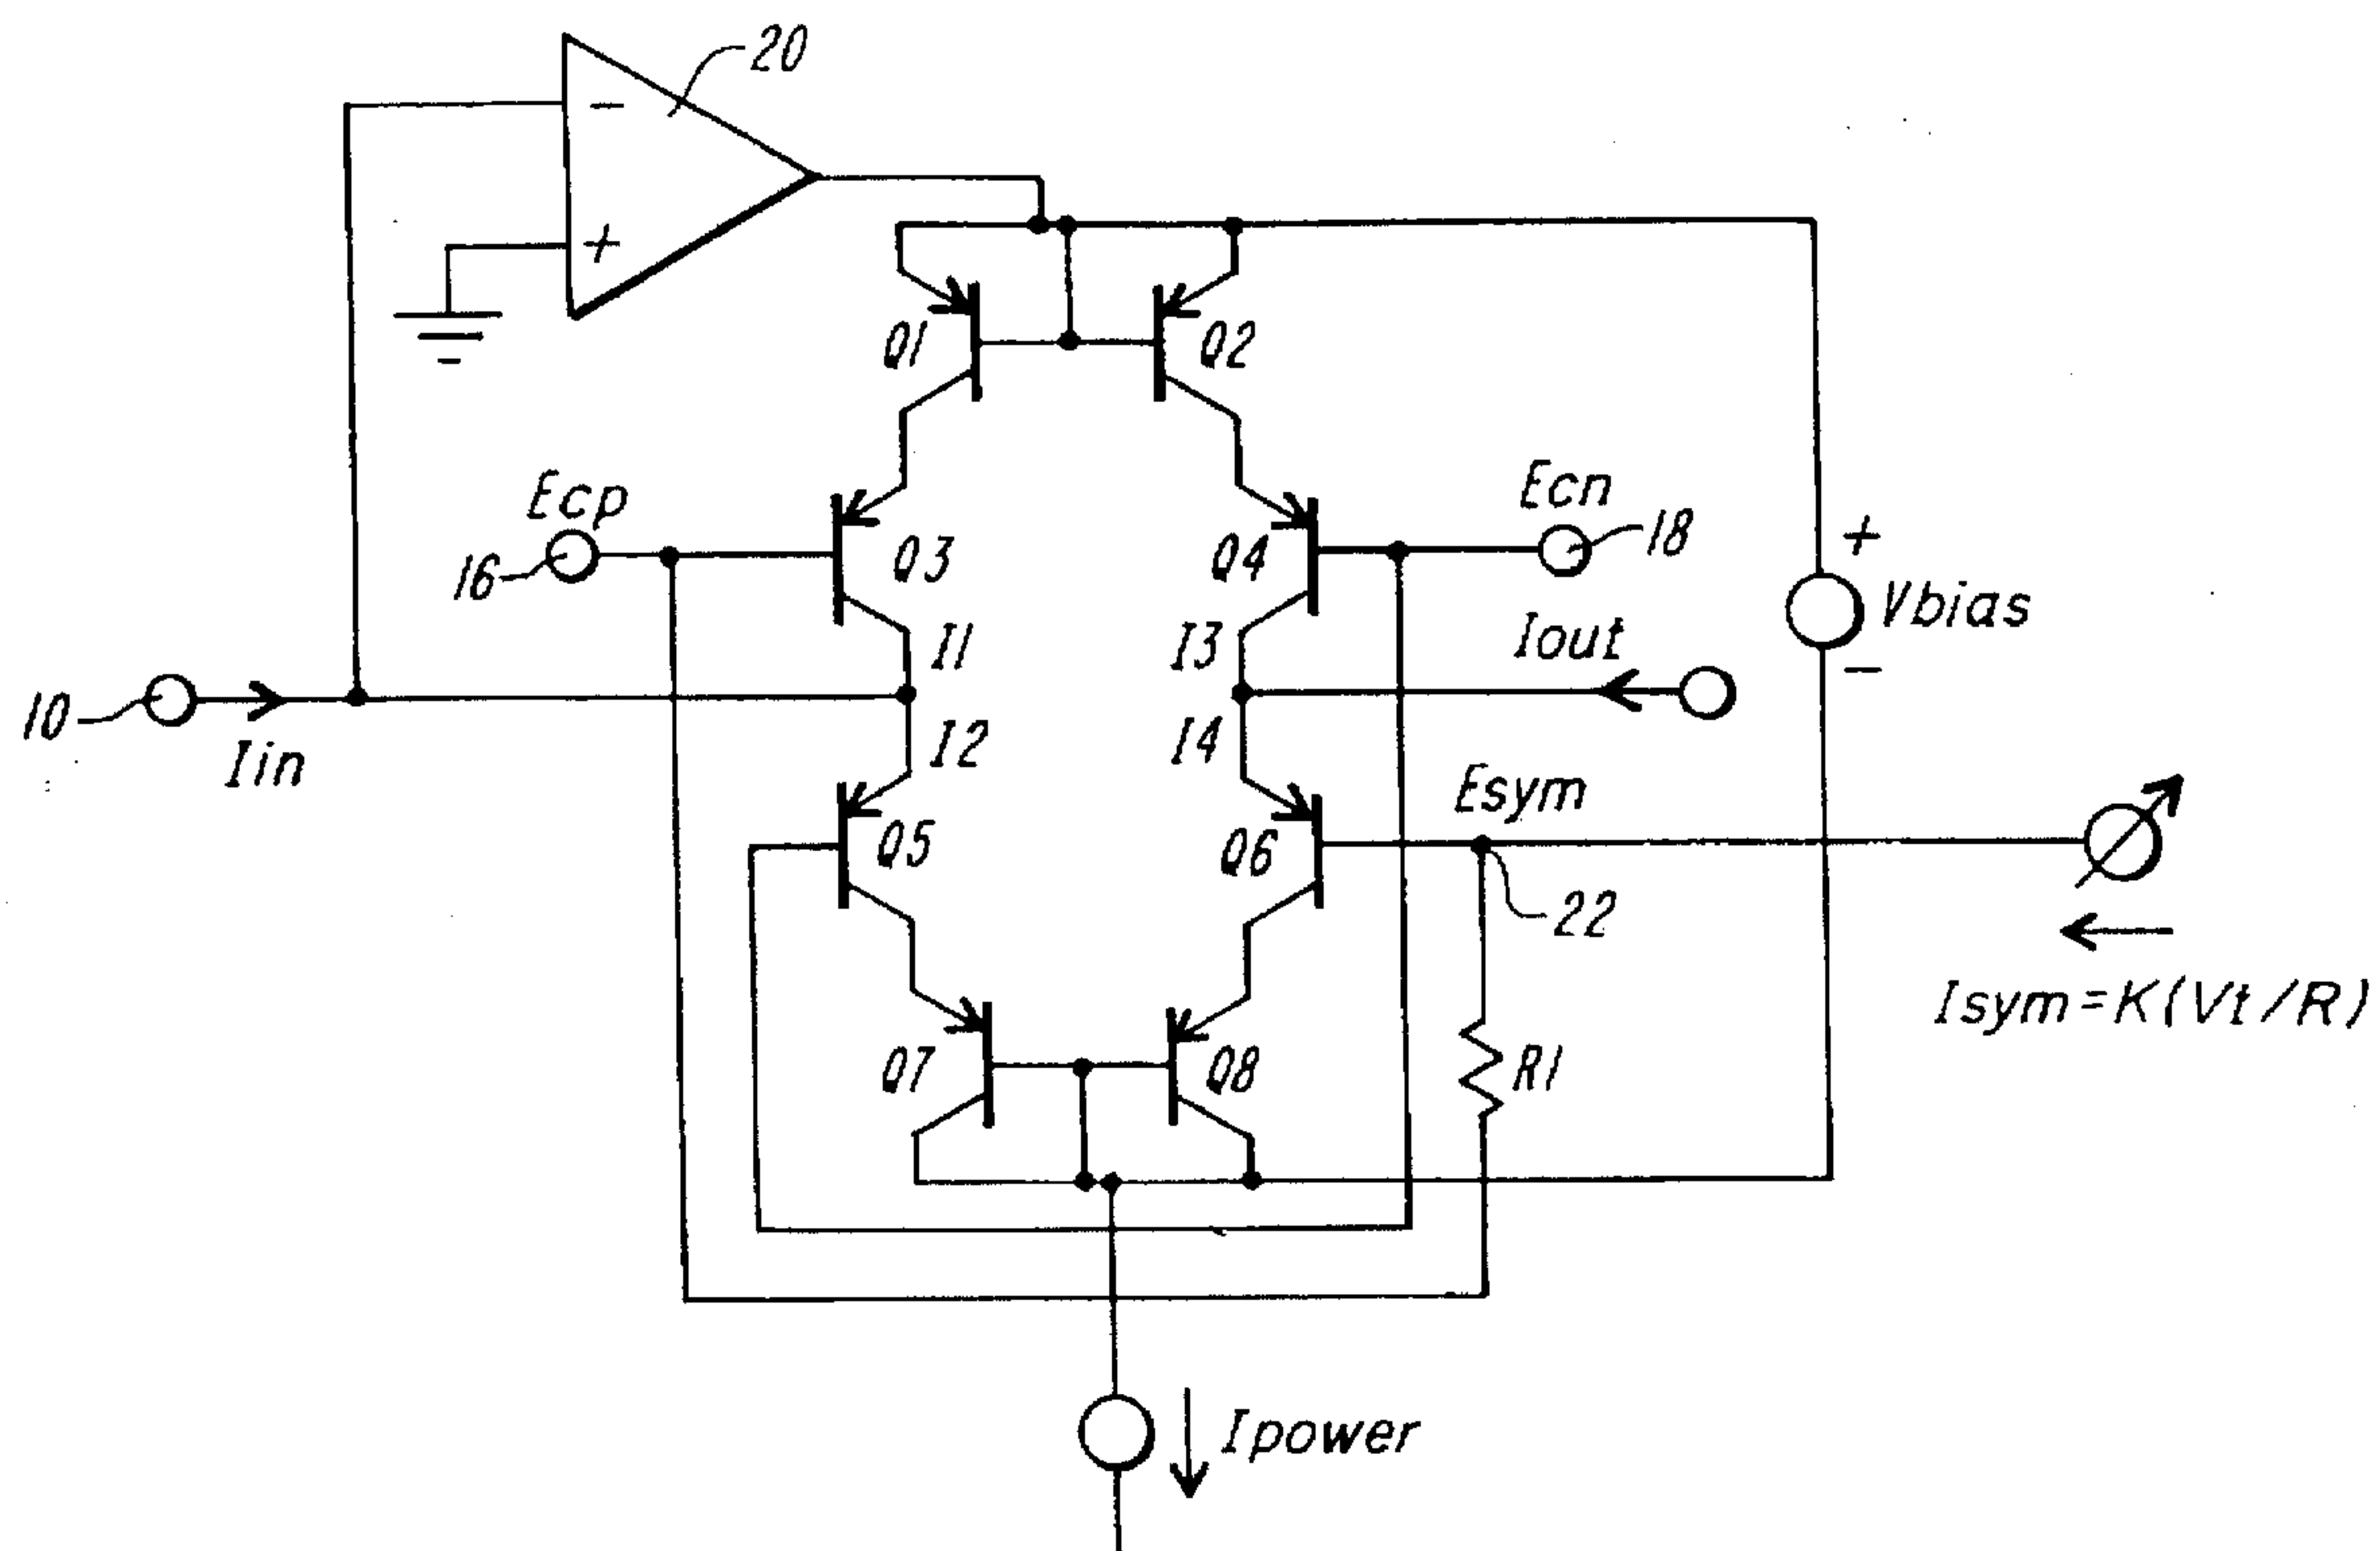 20
−
+
Q1
Q2
Ecp
16
Q3
Ecn
18
Q4
+
Vbias
−
I1
I3
Iout
10
Iin
I2
I4
Esym
Q5
Q6
22
Isym=K(Vt/R)
Q7
Q8
R1
Ipower